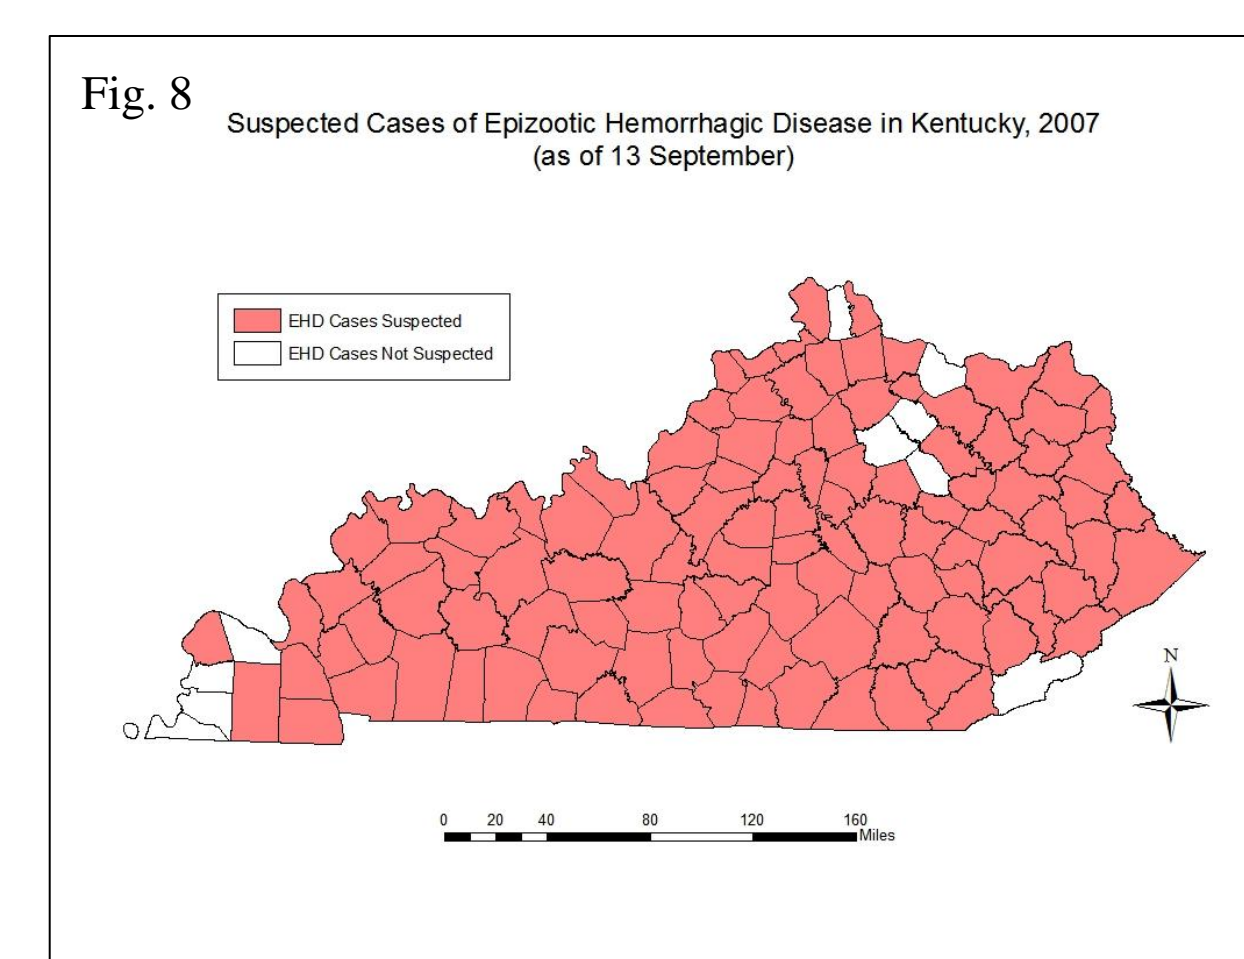 Fig. 8
Suspected Cases of Epizootic Hemorrhagic Disease in Kentucky, 2007
(as of 13 September)
EHD Cases Suspected
EHD Cases Not Suspected
N
0 20 40 80 120 160
Miles